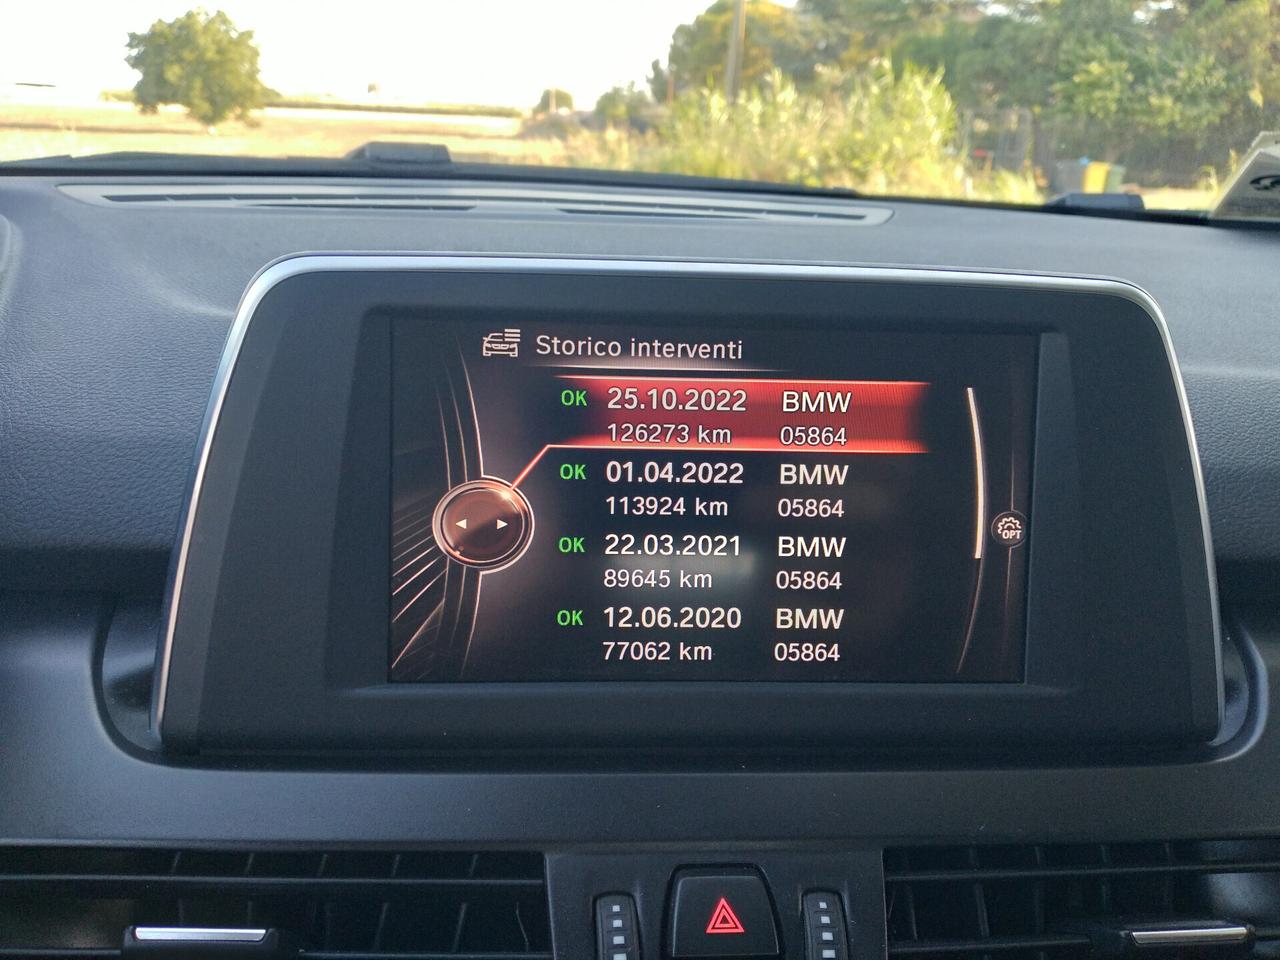 Storico interventi
OK 25.10.2022 BMW
126273 km 05864
OK 01.04.2022 BMW
113924 km 05864
OK 22.03.2021 BMW
89645 km 05864
OPT
OK 12.06.2020 BMW
77062 km 05864